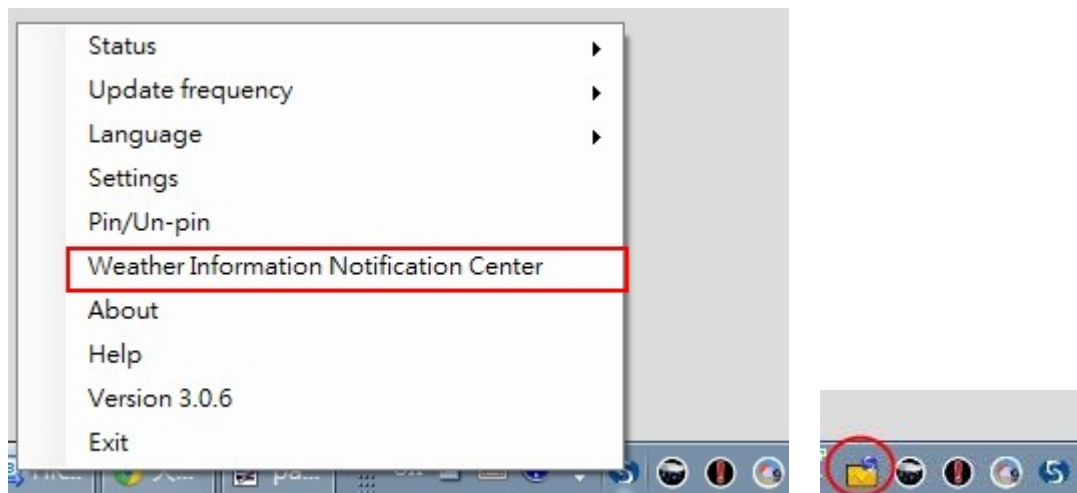 Status
Update frequency
Language
Settings
Pin/Un-pin
Weather Information Notification Center
About
Help
Version 3.0.6
Exit